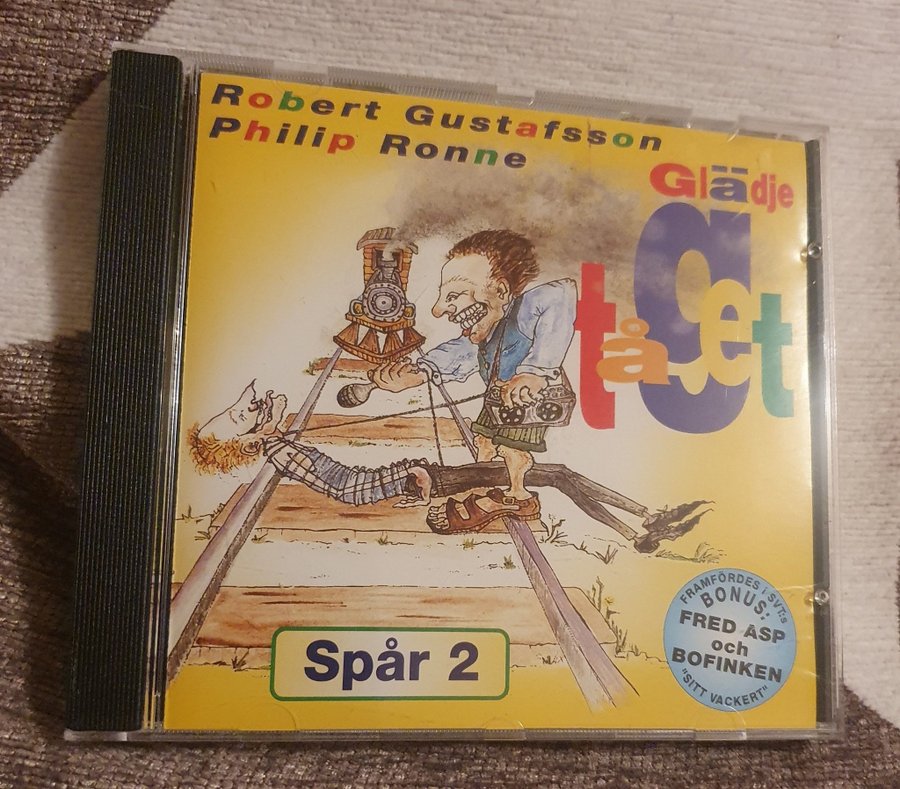 Robert Gustafsson
Philip Ronne
Glädje
tåget
Spår 2
FRAMFÖRDES i SVT:s
BONUS:
FRED ÅSP
och
BOFINKEN
"SITT VACKERT"